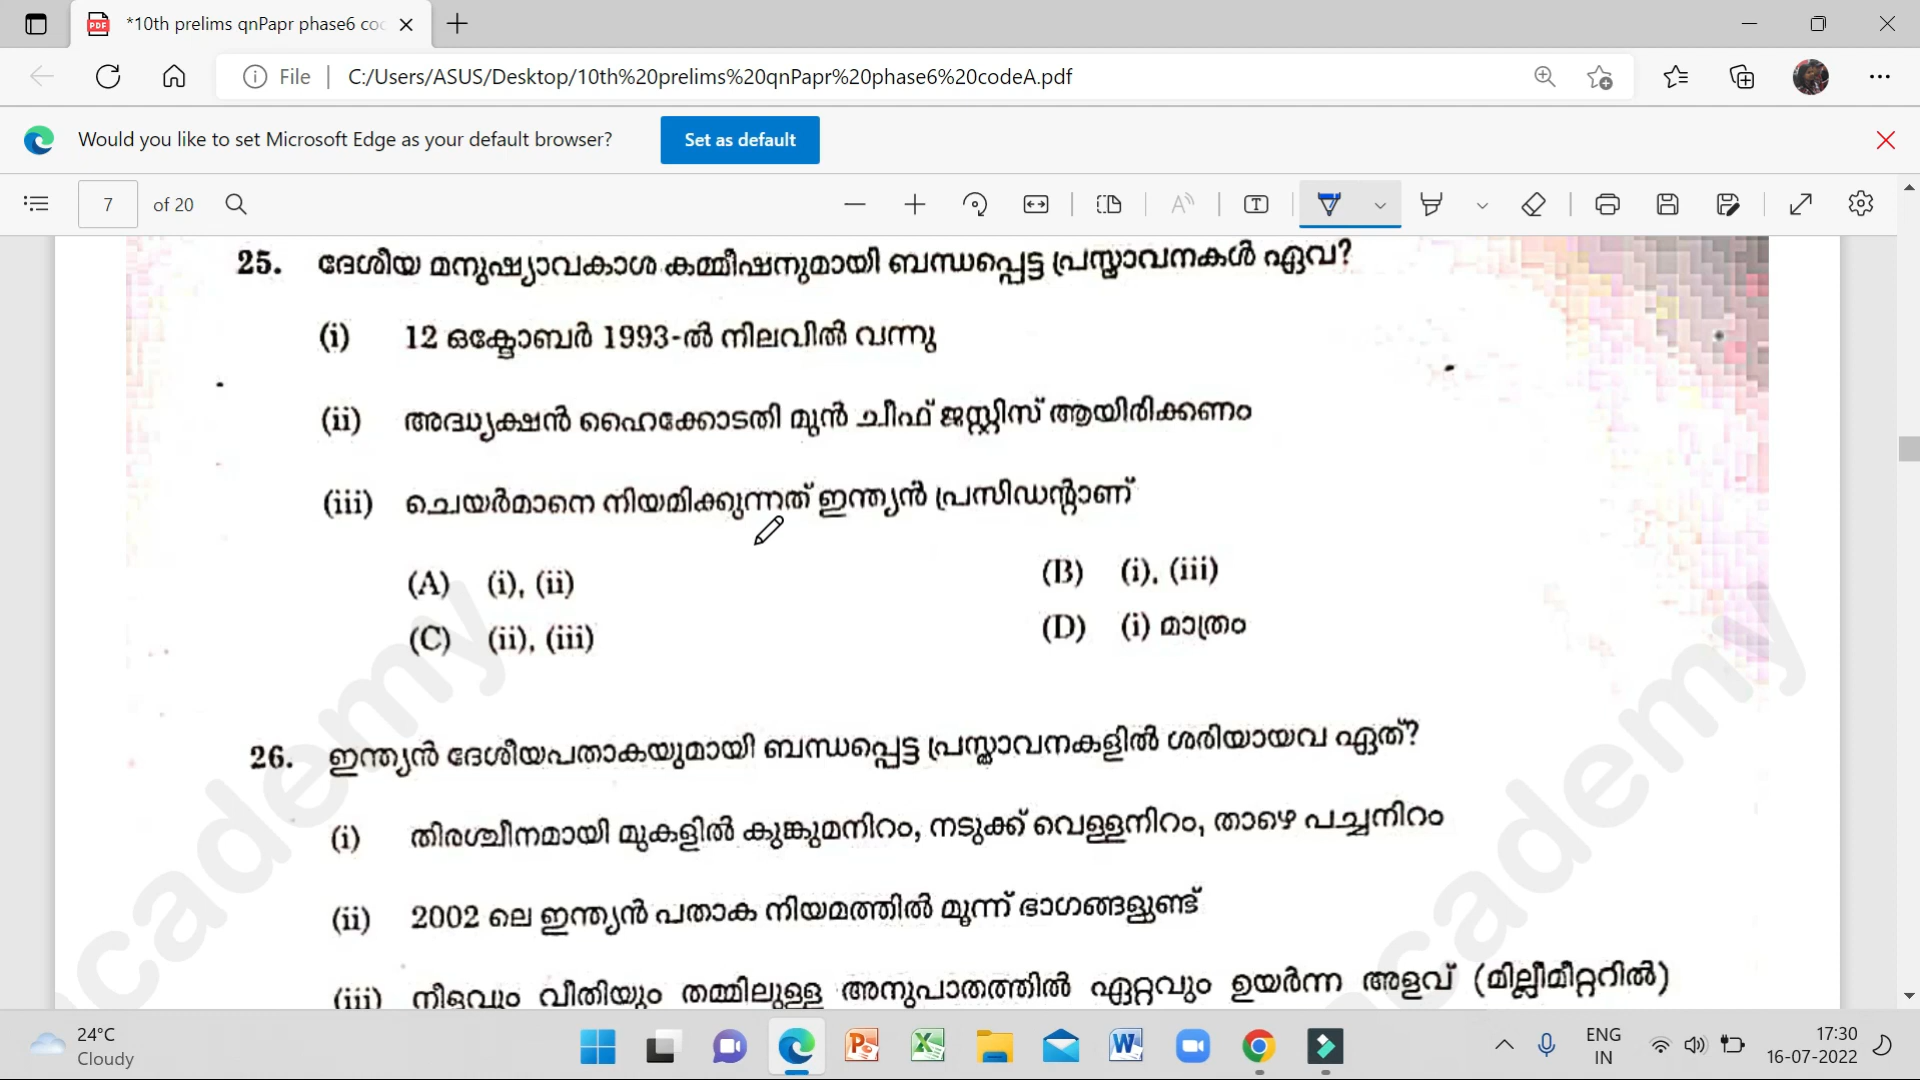 *10th prelims qnPapr phase6 co
File
C:/Users/ASUS/Desktop/10th%20prelims%20qnPapr%20phase6%20codeA.pdf
Would you like to set Microsoft Edge as your default browser?
Set as default
7 of 20
25. ദേശീയ മനുഷ്യാവകാശ കമ്മീഷനുമായി ബന്ധപ്പെട്ട പ്രസ്താവനകൾ ഏവ?
(i) 12 ഒക്ടോബർ 1993-ൽ നിലവിൽ വന്നു
(ii) അദ്ധ്യക്ഷൻ ഹൈക്കോടതി മുൻ ചീഫ് ജസ്റ്റിസ് ആയിരിക്കണം
(iii) ചെയർമാനെ നിയമിക്കുന്നത് ഇന്ത്യൻ പ്രസിഡന്റാണ്
(A) (i), (ii) (B) (i), (iii)
(C) (ii), (iii) (D) (i) മാത്രം
26. ഇന്ത്യൻ ദേശീയപതാകയുമായി ബന്ധപ്പെട്ട പ്രസ്താവനകളിൽ ശരിയായവ ഏത്?
(i) തിരശ്ചീനമായി മുകളിൽ കുങ്കുമനിറം, നടുക്ക് വെള്ളനിറം, താഴെ പച്ചനിറം
(ii) 2002 ലെ ഇന്ത്യൻ പതാക നിയമത്തിൽ മൂന്ന് ഭാഗങ്ങളുണ്ട്
(iii) നീളവും വീതിയും തമ്മിലുള്ള അനുപാതത്തിൽ ഏറ്റവും ഉയർന്ന അളവ് (മില്ലീമീറ്ററിൽ)
cademy
cademy
24°C
Cloudy
ENG
IN
17:30
16-07-2022